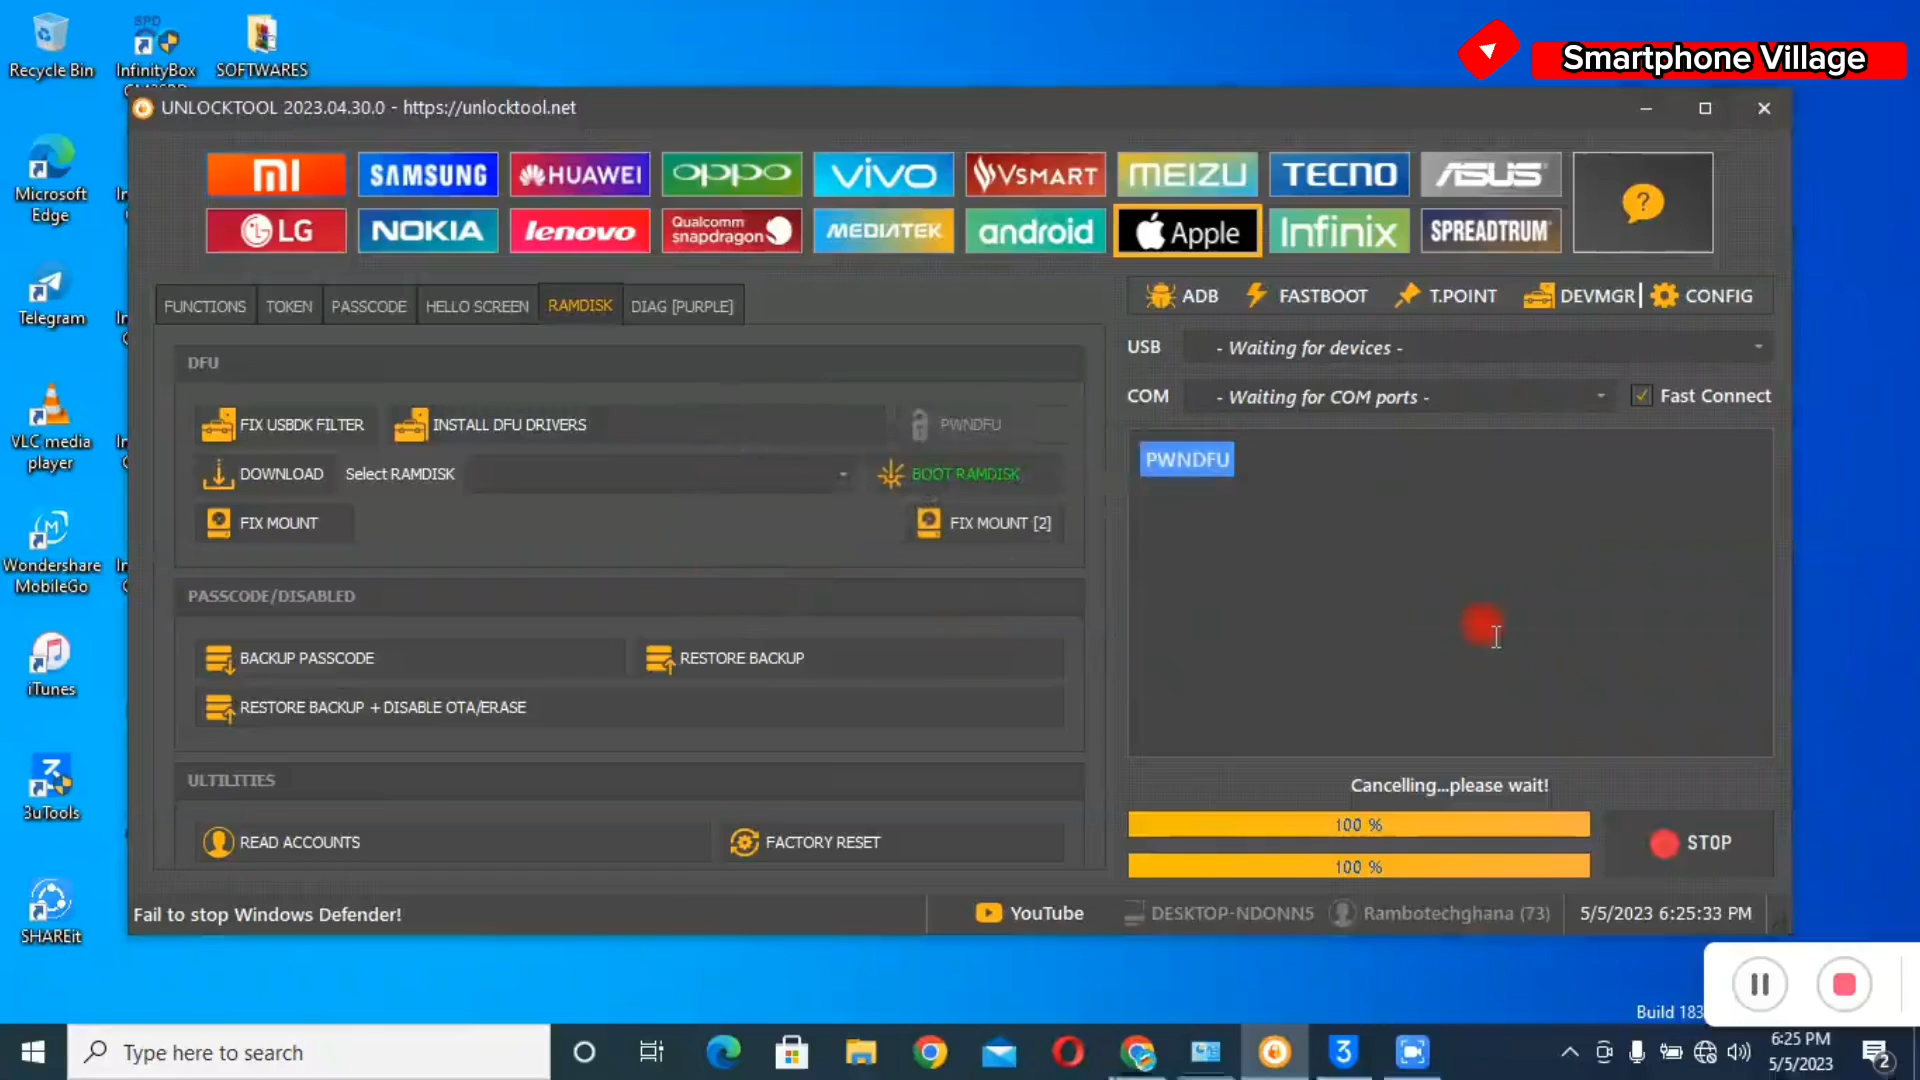 Recycle Bin
InfinityBox
SOFTWARES
Smartphone Village
UNLOCKTOOL 2023.04.30.0 - https://unlocktool.net
Microsoft
Edge
Telegram
VLC media
player
Wondershare
MobileGo
iTunes
3uTools
SHAREit
mi
SAMSUNG
HUAWEI
oppo
vivo
VSMART
MEIZU
TECNO
ASUS
LG
NOKIA
lenovo
Qualcomm
snapdragon
MEDIATEK
android
Apple
Infinix
SPREADTRUM
?
FUNCTIONS
TOKEN
PASSCODE
HELLO SCREEN
RAMDISK
DIAG [PURPLE]
ADB
FASTBOOT
T.POINT
DEVMGR
CONFIG
USB
- Waiting for devices -
COM
- Waiting for COM ports -
Fast Connect
DFU
FIX USBDK FILTER
INSTALL DFU DRIVERS
PWNDFU
DOWNLOAD
Select RAMDISK
BOOT RAMDISK
FIX MOUNT
FIX MOUNT [2]
PASSCODE/DISABLED
BACKUP PASSCODE
RESTORE BACKUP
RESTORE BACKUP + DISABLE OTA/ERASE
ULTILITIES
READ ACCOUNTS
FACTORY RESET
PWNDFU
Cancelling...please wait!
100 %
100 %
STOP
Fail to stop Windows Defender!
YouTube
DESKTOP-NDONN5
Rambotechghana (73)
5/5/2023 6:25:33 PM
Build 183
Type here to search
3
6:25 PM
5/5/2023
2